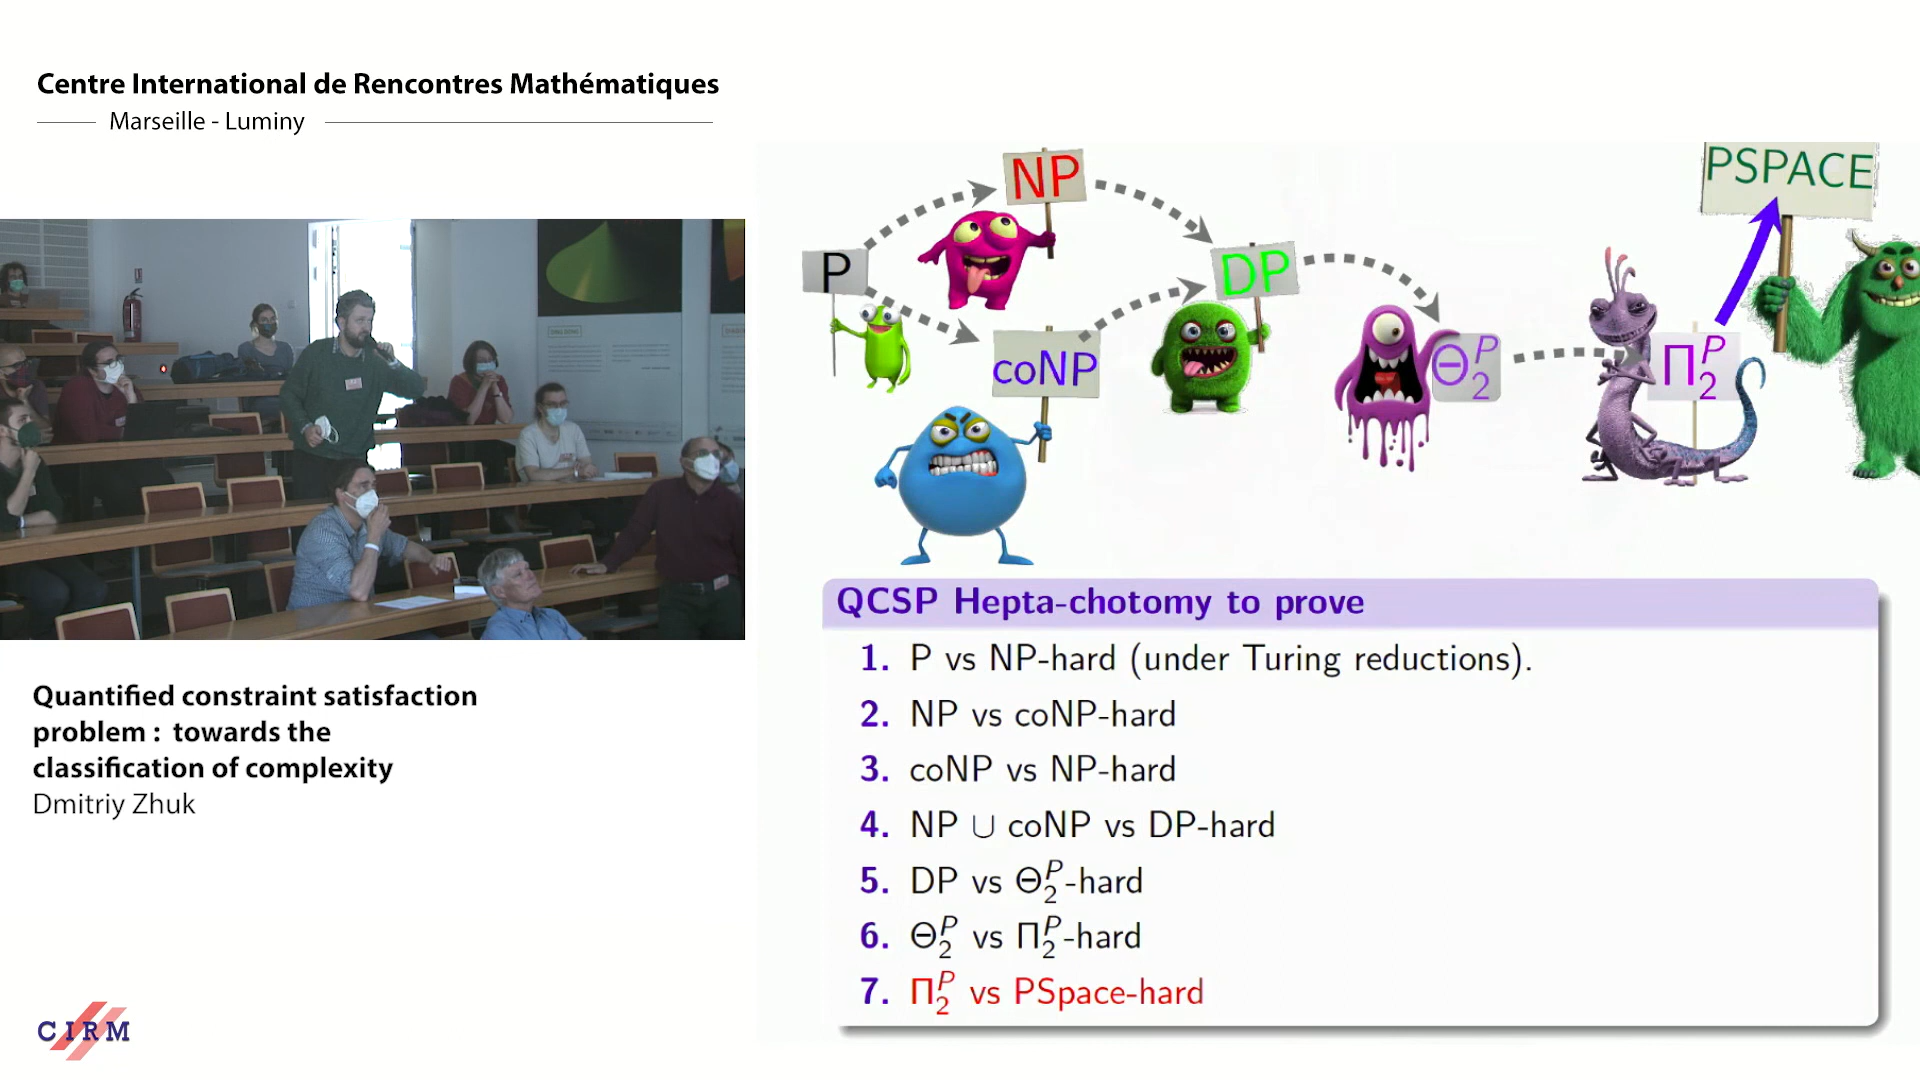 Centre International de Rencontres Mathématiques
Marseille - Luminy
NP
PSPACE
P
DP
coNP
Θ₂ᴾ
Π₂ᴾ
QCSP Hepta-chotomy to prove
1. P vs NP-hard (under Turing reductions).
2. NP vs coNP-hard
3. coNP vs NP-hard
4. NP ∪ coNP vs DP-hard
5. DP vs Θ₂ᴾ-hard
6. Θ₂ᴾ vs Π₂ᴾ-hard
7. Π₂ᴾ vs PSpace-hard
Quantified constraint satisfaction
problem : towards the
classification of complexity
Dmitriy Zhuk
CIRM